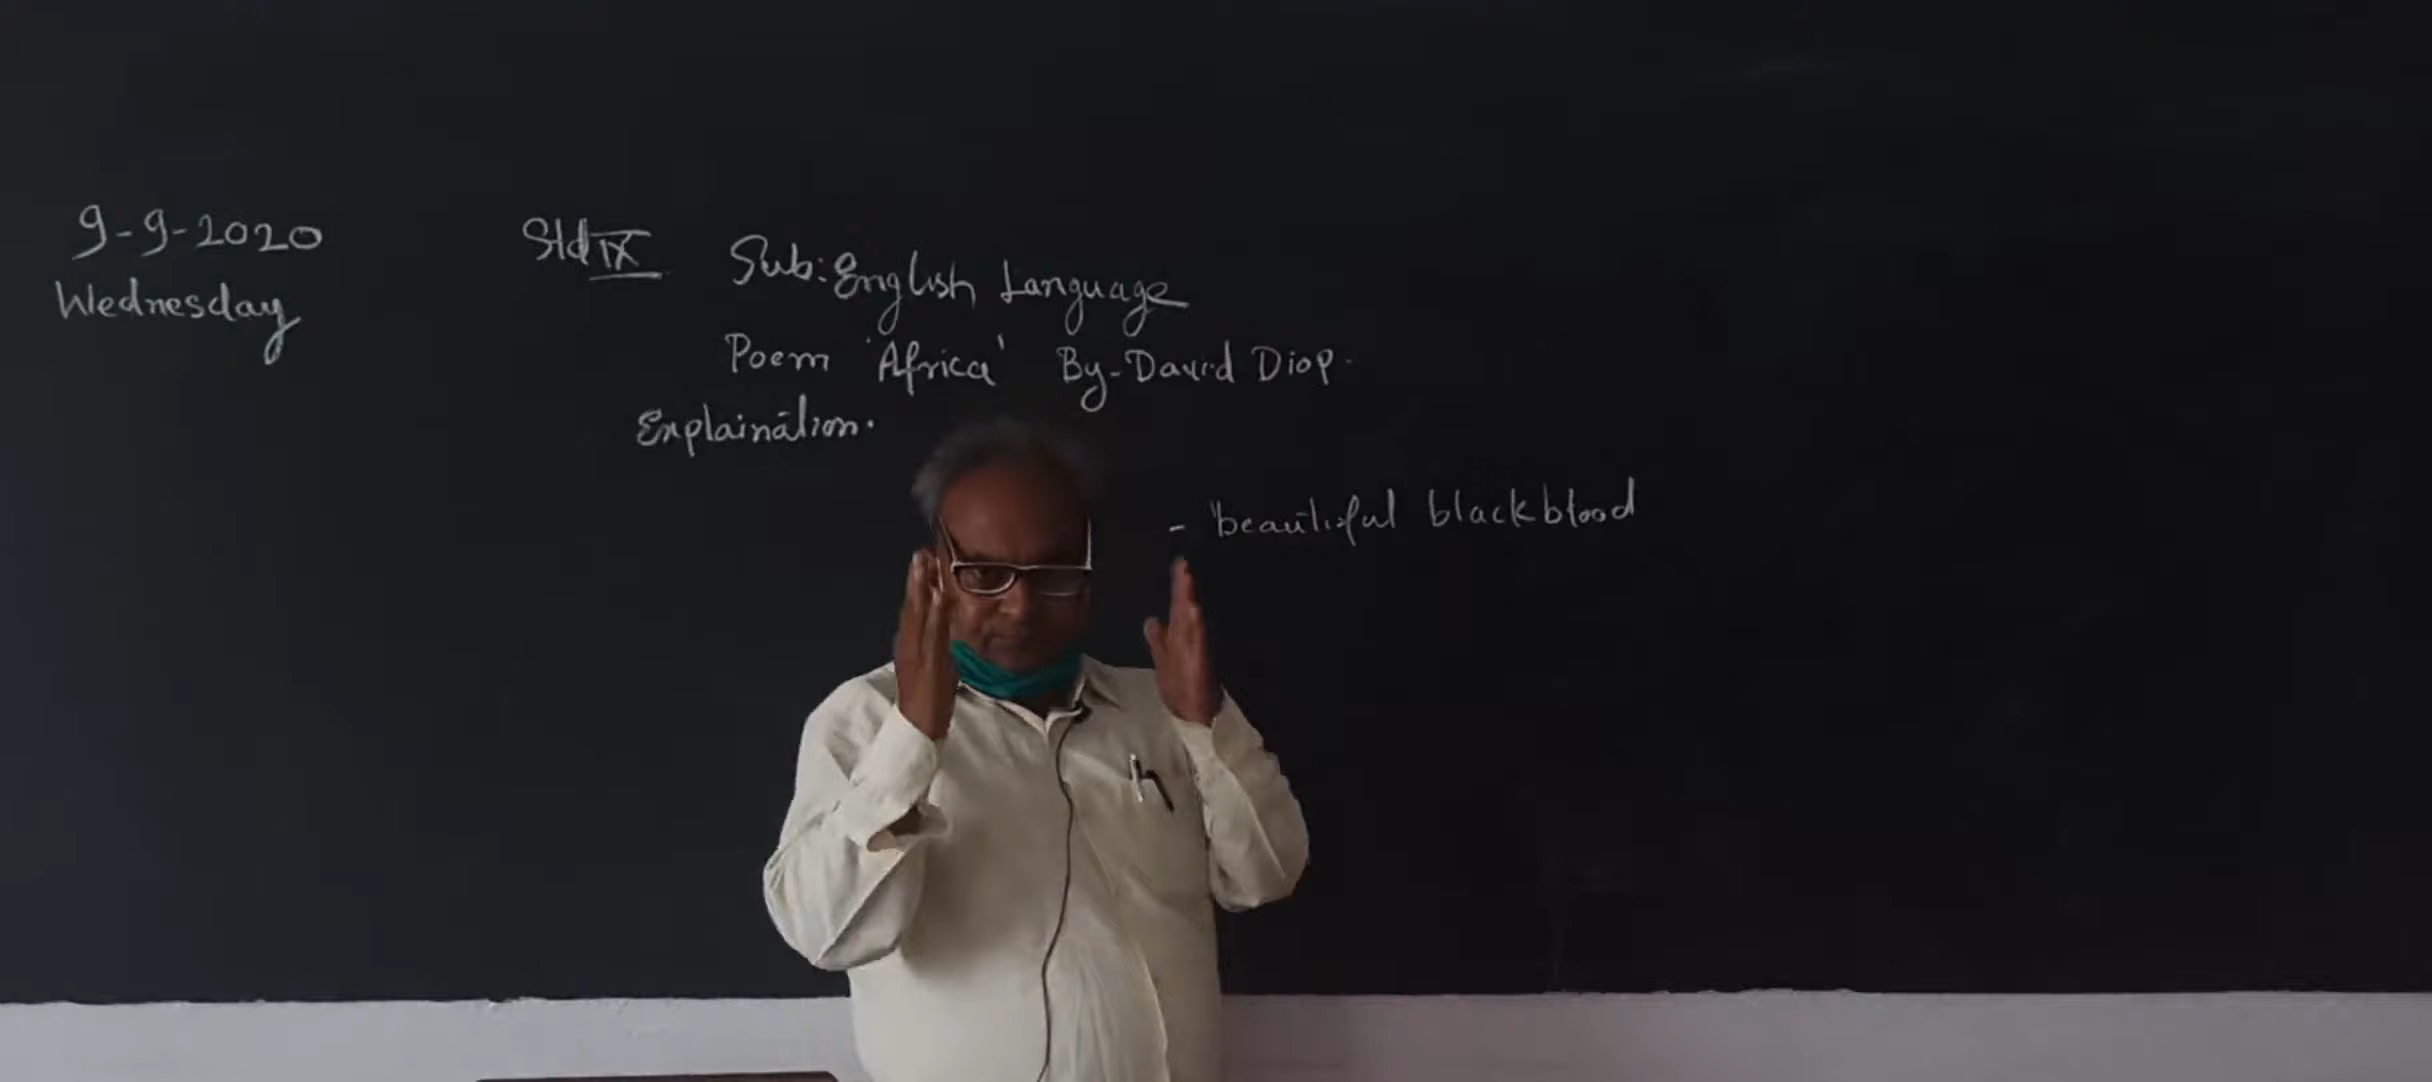 9-9-2020
Wednesday
Std IX
Sub: English Language
Poem 'Africa' By-David Diop.
Explaination.
- beautiful blackblood